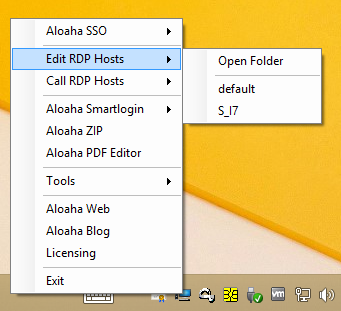 Aloaha SSO
Edit RDP Hosts
Call RDP Hosts
Aloaha Smartlogin
Aloaha ZIP
Aloaha PDF Editor
Tools
Aloaha Web
Aloaha Blog
Licensing
Exit
Open Folder
default
S_I7
vm